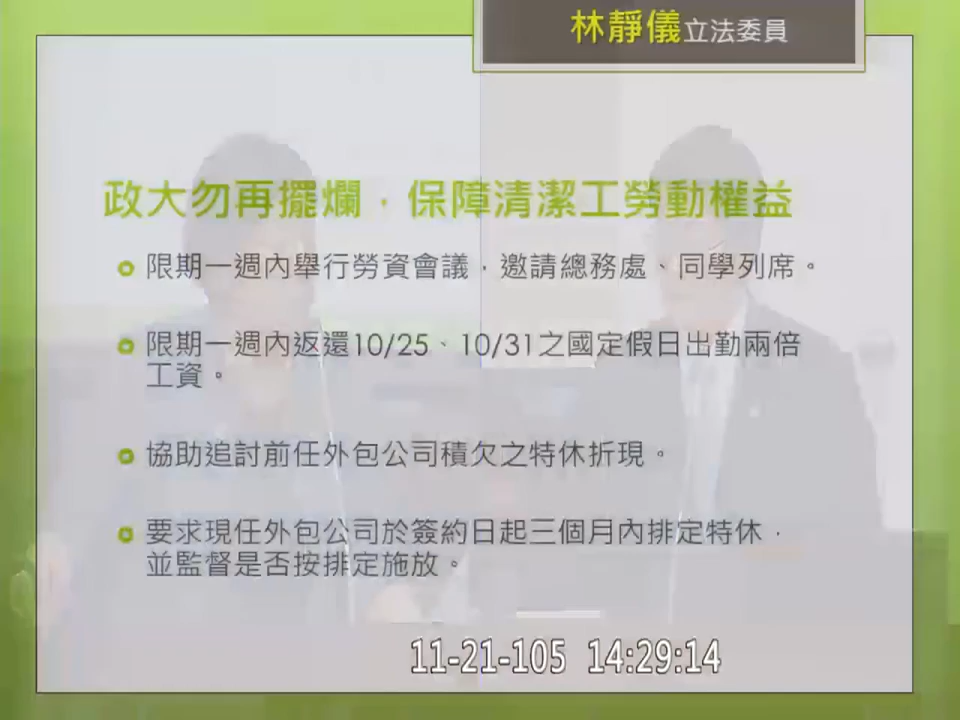 林靜儀立法委員
政大勿再擺爛，保障清潔工勞動權益
限期一週內舉行勞資會議，邀請總務處、同學列席。
限期一週內返還10/25、10/31之國定假日出勤兩倍
工資。
協助追討前任外包公司積欠之特休折現。
要求現任外包公司於簽約日起三個月內排定特休，
並監督是否按排定施放。
11-21-105 14:29:14